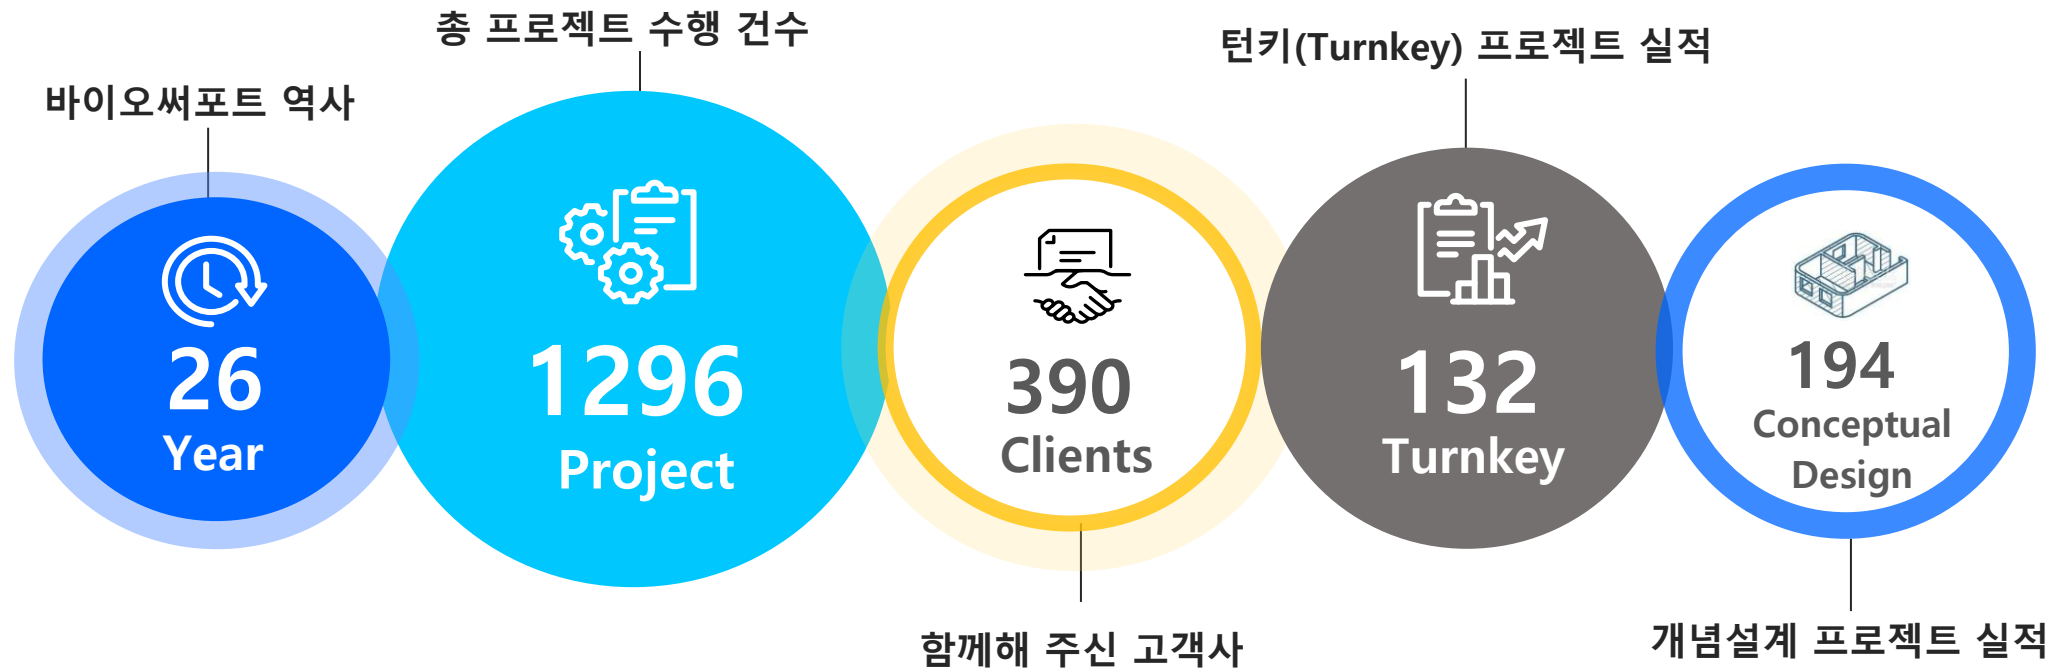 바이오써포트 역사
26
Year
총 프로젝트 수행 건수
1296
Project
390
Clients
함께해 주신 고객사
턴키(Turnkey) 프로젝트 실적
132
Turnkey
194
Conceptual
Design
개념설계 프로젝트 실적